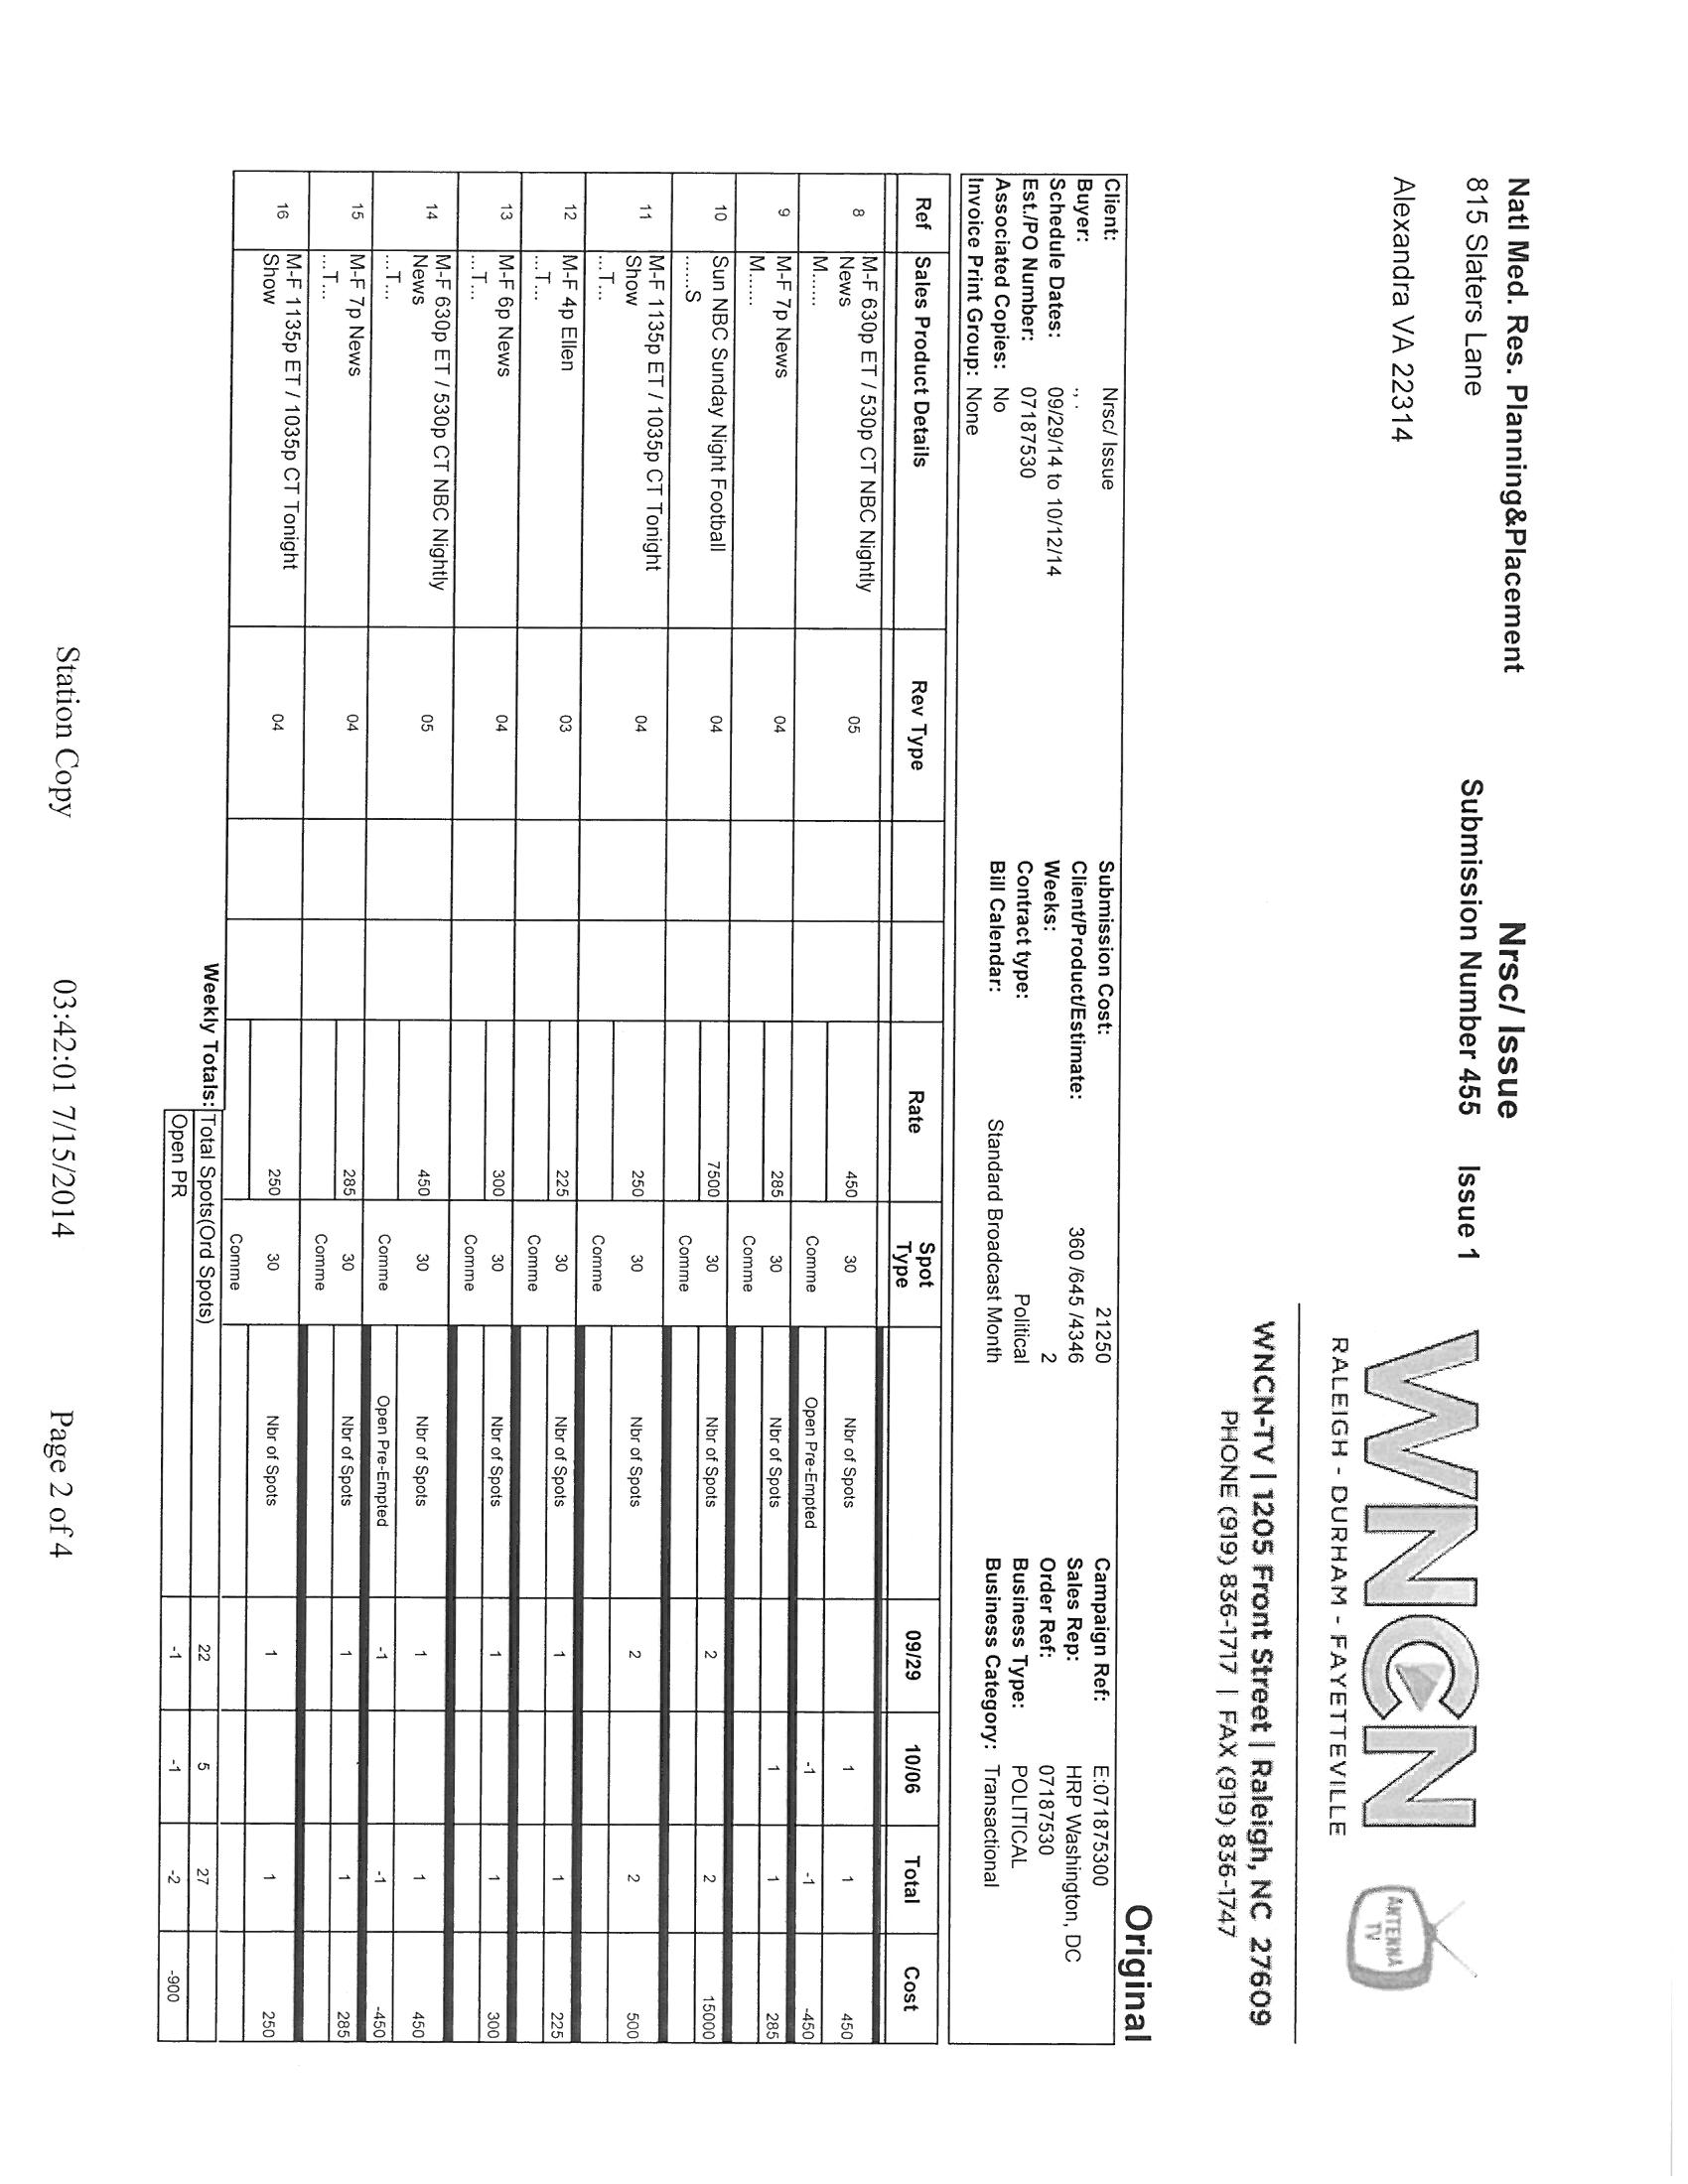 Natl Med. Res. Planning&Placement
815 Slaters Lane
Alexandra VA 22314
Nrsc/ Issue
Submission Number 455 Issue 1
WNCN
RALEIGH - DURHAM - FAYETTEVILLE
ANTENNA TV
WNCN-TV | 1205 Front Street | Raleigh, NC 27609
PHONE (919) 836-1717 | FAX (919) 836-1747
Original
Client: Nrsc/ Issue Submission Cost: 21250 Campaign Ref: E:071875300
Buyer: ., . Client/Product/Estimate: 360 /645 /4346 Sales Rep: HRP Washington, DC
Schedule Dates: 09/29/14 to 10/12/14 Weeks: 2 Order Ref: 07187530
Est./PO Number: 07187530 Contract type: Political Business Type: POLITICAL
Associated Copies: No Bill Calendar: Standard Broadcast Month Business Category: Transactional
Invoice Print Group: None
Ref Sales Product Details Rev Type Rate Spot Type 09/29 10/06 Total Cost
8 M-F 630p ET / 530p CT NBC Nightly 05 450 30 Nbr of Spots 1 1 450
News
M...... Comme Open Pre-Empted -1 -1 -450
9 M-F 7p News 04 285 30 Nbr of Spots 1 1 285
M...... Comme
10 Sun NBC Sunday Night Football 04 7500 30 Nbr of Spots 2 2 15000
......S Comme
11 M-F 1135p ET / 1035p CT Tonight 04 250 30 Nbr of Spots 2 2 500
Show
...T... Comme
12 M-F 4p Ellen 03 225 30 Nbr of Spots 1 1 225
...T... Comme
13 M-F 6p News 04 300 30 Nbr of Spots 1 1 300
...T... Comme
14 M-F 630p ET / 530p CT NBC Nightly 05 450 30 Nbr of Spots 1 1 450
News
...T... Comme Open Pre-Empted -1 -1 -450
15 M-F 7p News 04 285 30 Nbr of Spots 1 1 285
...T... Comme
16 M-F 1135p ET / 1035p CT Tonight 04 250 30 Nbr of Spots 1 1 250
Show
Comme
Weekly Totals: Total Spots(Ord Spots) 22 5 27
Open PR -1 -1 -2 -900
Station Copy 03:42:01 7/15/2014 Page 2 of 4